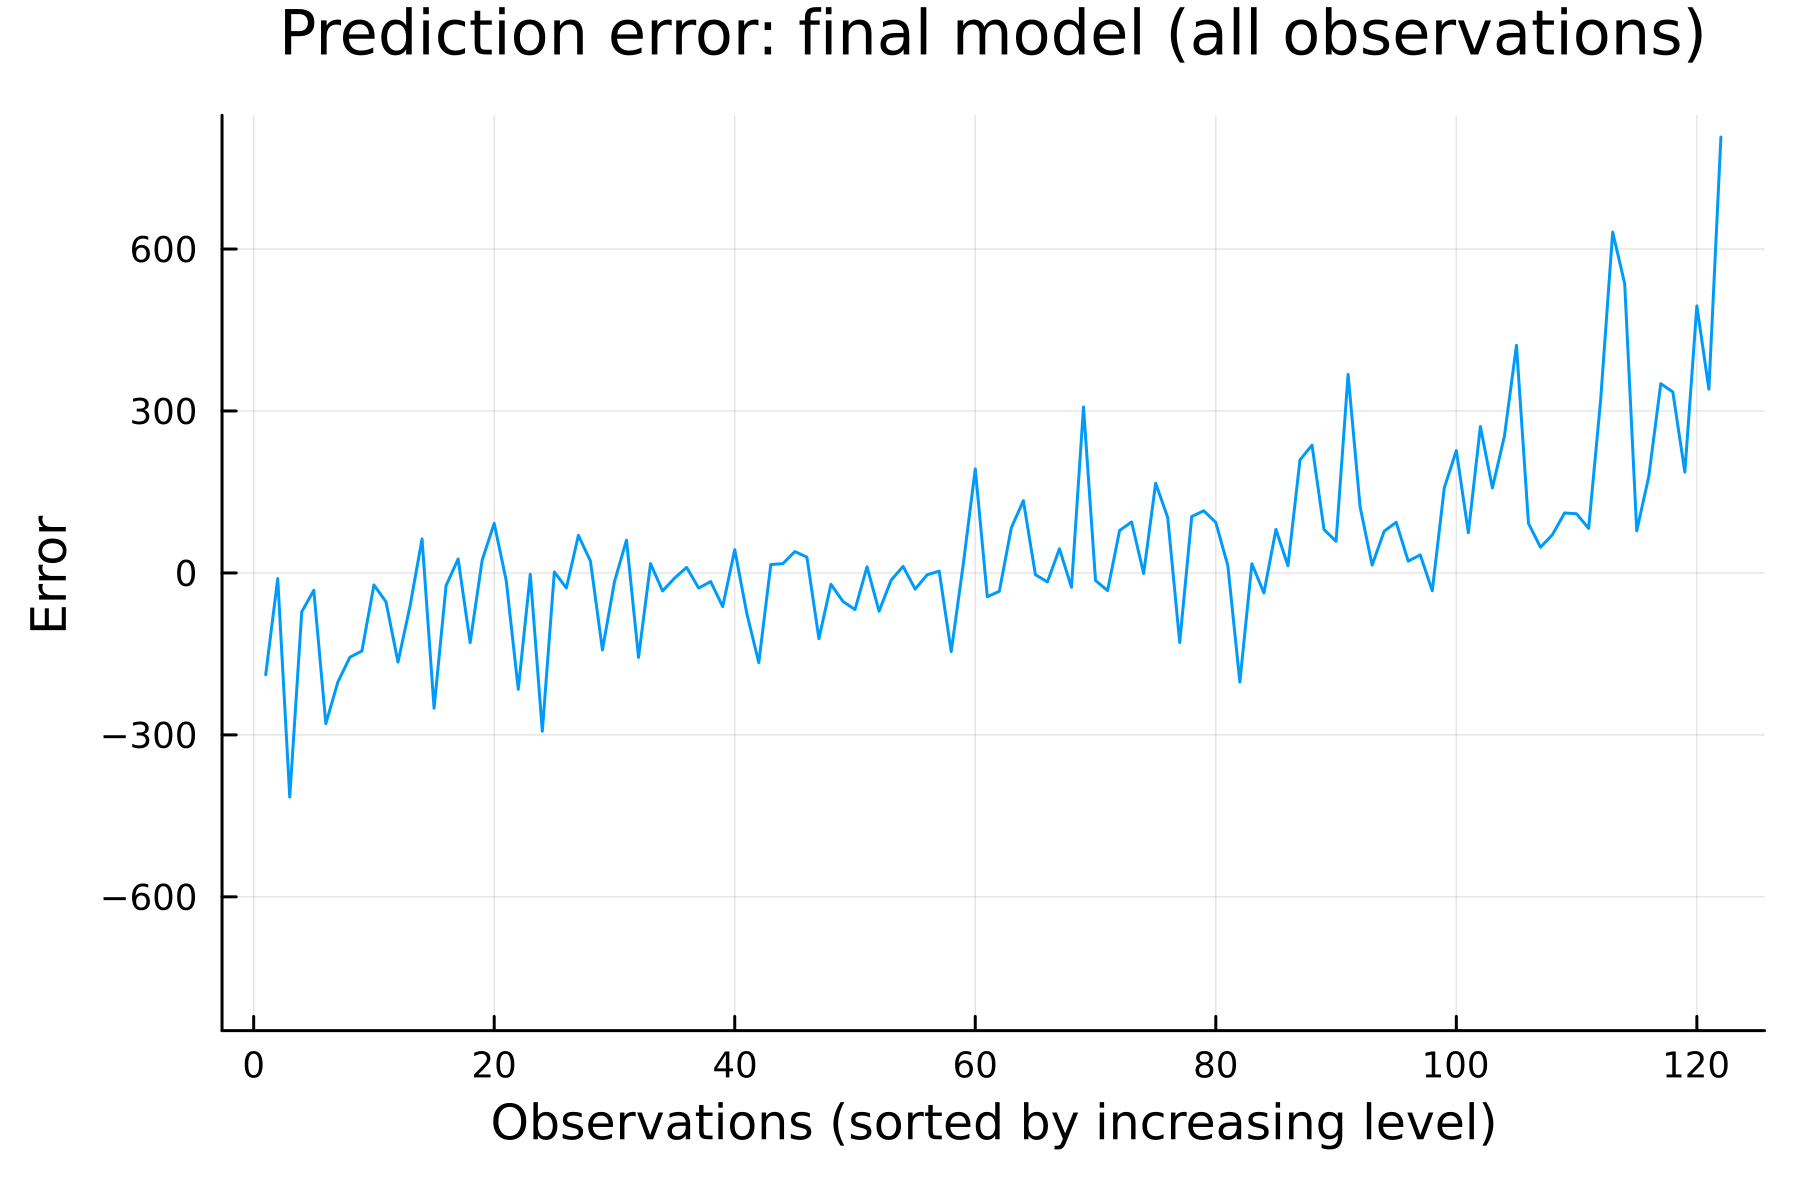 Prediction error: final model (all observations)
Error
600
300
0
−300
−600
0 20 40 60 80 100 120
Observations (sorted by increasing level)